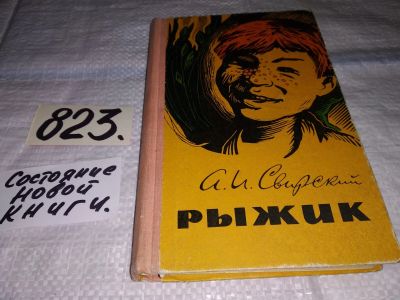 823.
Состояние
новой
книги.
А.И. Свирский
РЫЖИК